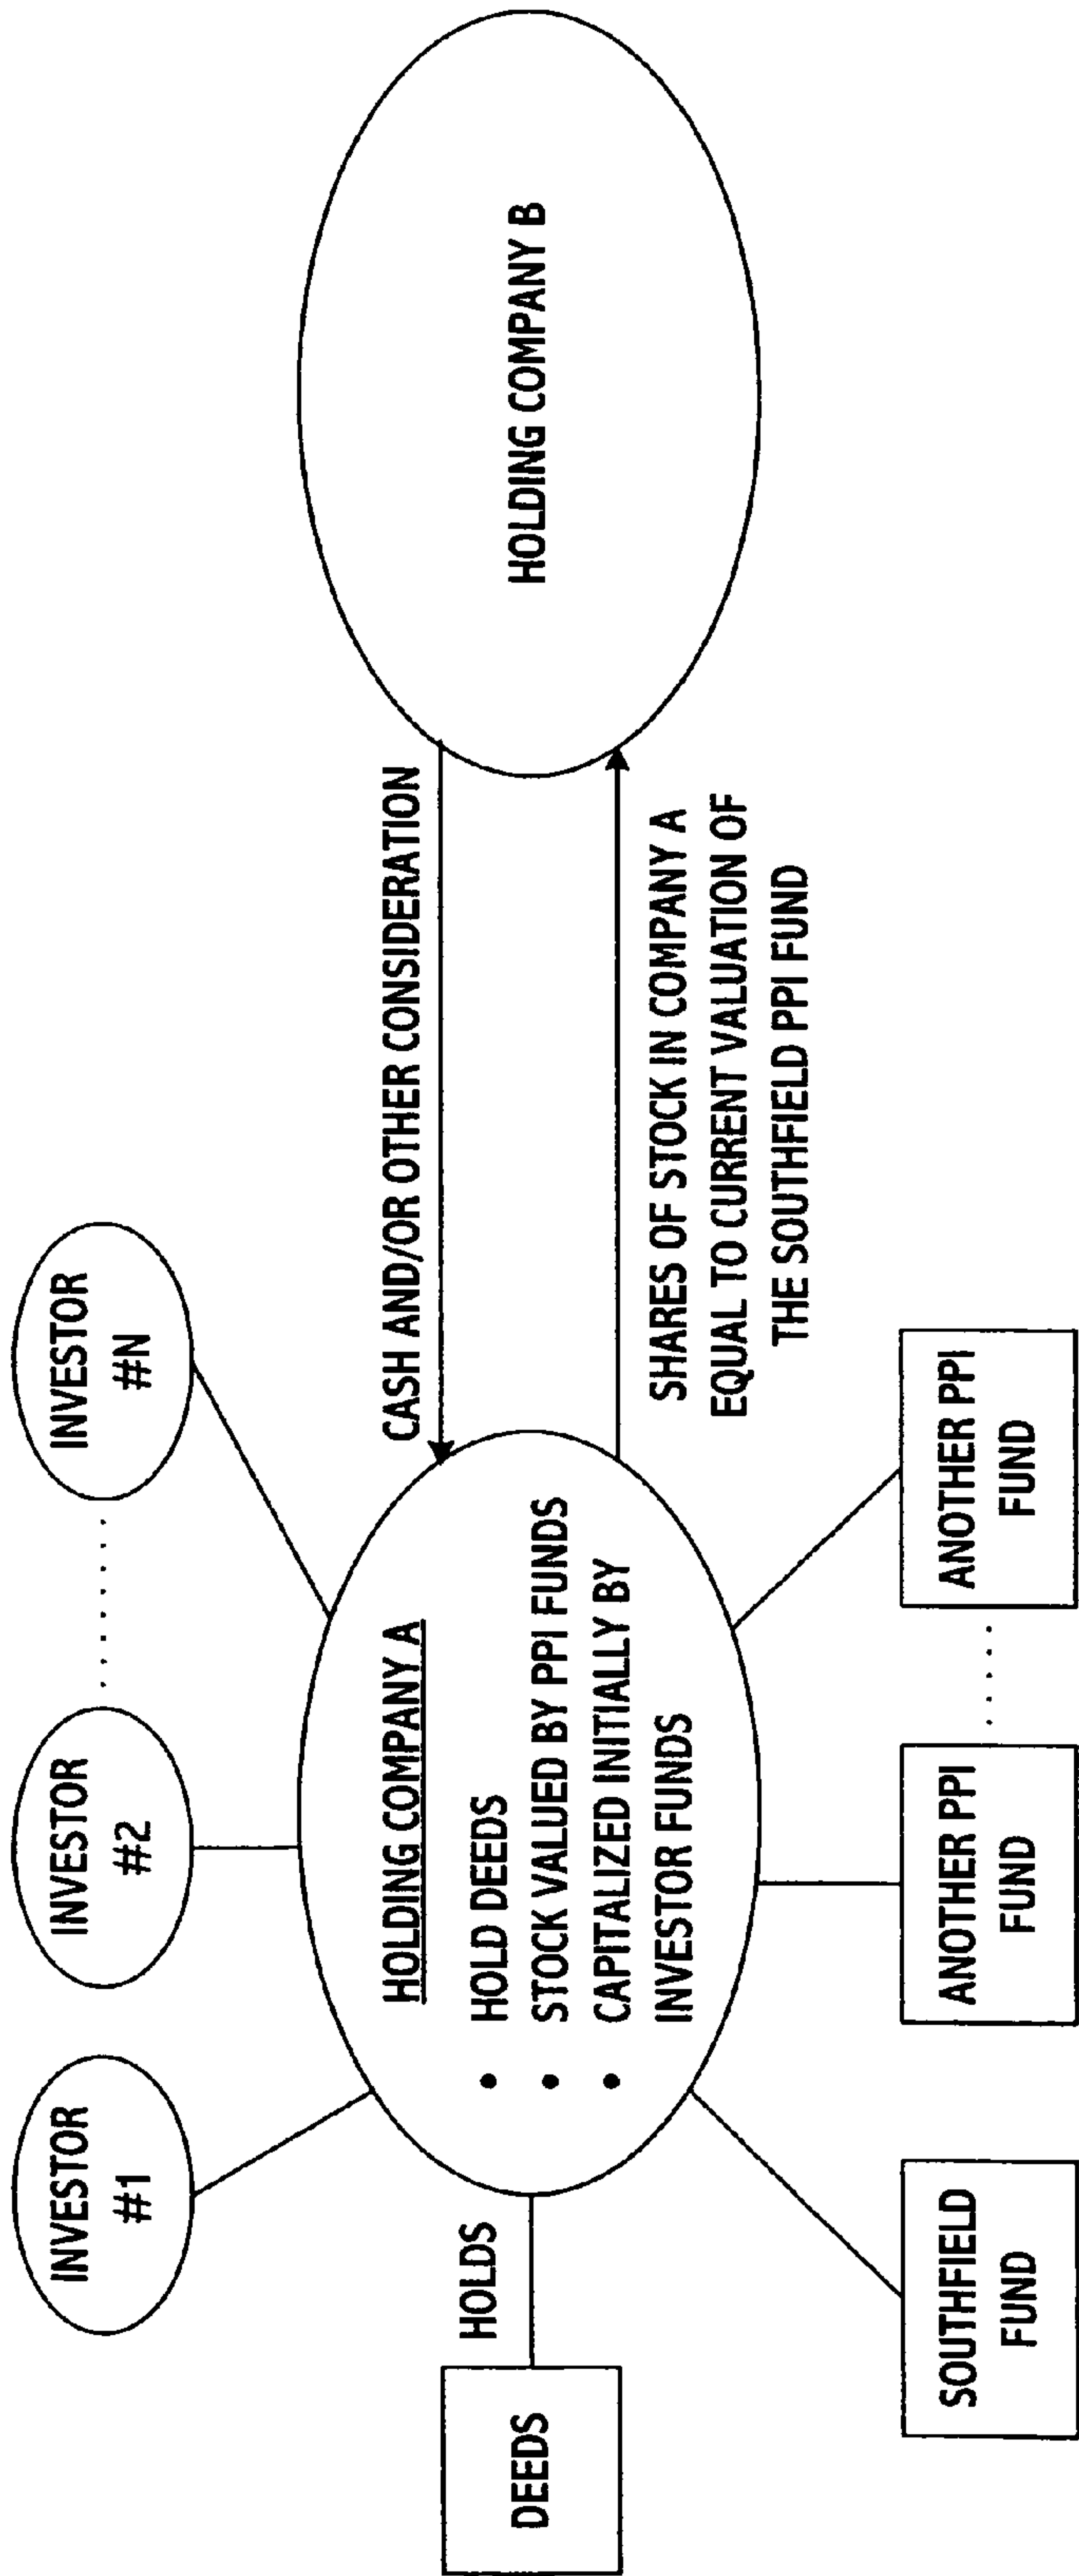 INVESTOR
#1
INVESTOR
#2
INVESTOR
#N
DEEDS
HOLDS
HOLDING COMPANY A
• HOLD DEEDS
• STOCK VALUED BY PPI FUNDS
• CAPITALIZED INITIALLY BY
INVESTOR FUNDS
CASH AND/OR OTHER CONSIDERATION
SHARES OF STOCK IN COMPANY A
EQUAL TO CURRENT VALUATION OF
THE SOUTHFIELD PPI FUND
HOLDING COMPANY B
SOUTHFIELD
FUND
ANOTHER PPI
FUND
ANOTHER PPI
FUND